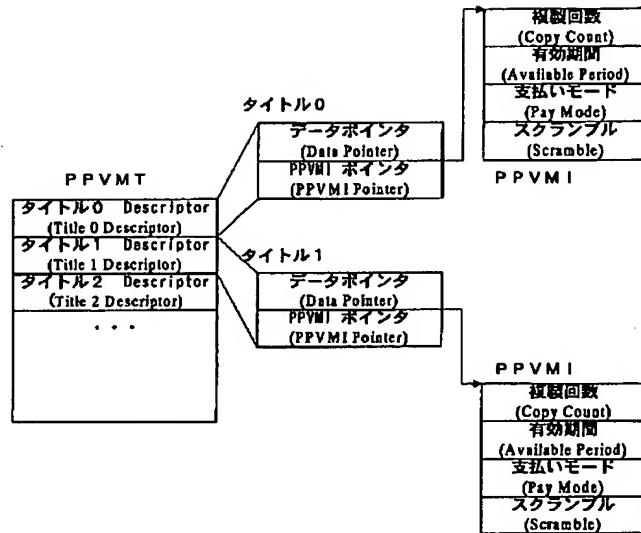 PPVMT
タイトル0 Descriptor
(Title 0 Descriptor)
タイトル1 Descriptor
(Title 1 Descriptor)
タイトル2 Descriptor
(Title 2 Descriptor)
・・・
タイトル0
データポインタ
(Data Pointer)
PPVMI ポインタ
(PPVMI Pointer)
タイトル1
データポインタ
(Data Pointer)
PPVMI ポインタ
(PPVMI Pointer)
複製回数
(Copy Count)
有効期間
(Available Period)
支払いモード
(Pay Mode)
スクランブル
(Scramble)
PPVMI
PPVMI
複製回数
(Copy Count)
有効期間
(Available Period)
支払いモード
(Pay Mode)
スクランブル
(Scramble)